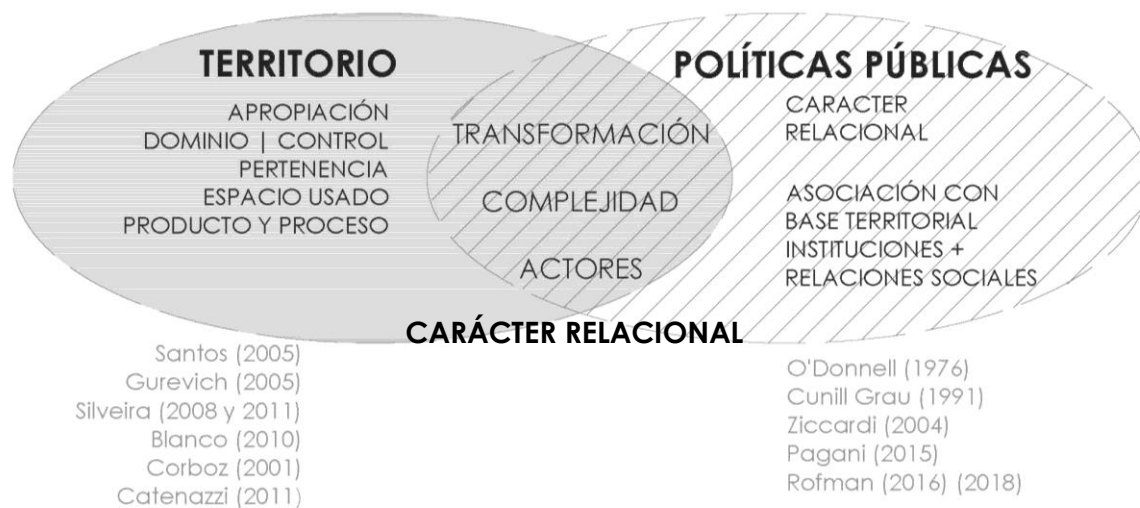 TERRITORIO
APROPIACIÓN
DOMINIO | CONTROL
PERTENENCIA
ESPACIO USADO
PRODUCTO Y PROCESO
TRANSFORMACIÓN
COMPLEJIDAD
ACTORES
POLÍTICAS PÚBLICAS
CARACTER
RELACIONAL
ASOCIACIÓN CON
BASE TERRITORIAL
INSTITUCIONES +
RELACIONES SOCIALES
CARÁCTER RELACIONAL
Santos (2005)
Gurevich (2005)
Silveira (2008 y 2011)
Blanco (2010)
Corboz (2001)
Catenazzi (2011)
O'Donnell (1976)
Cunill Grau (1991)
Ziccardi (2004)
Pagani (2015)
Rofman (2016) (2018)